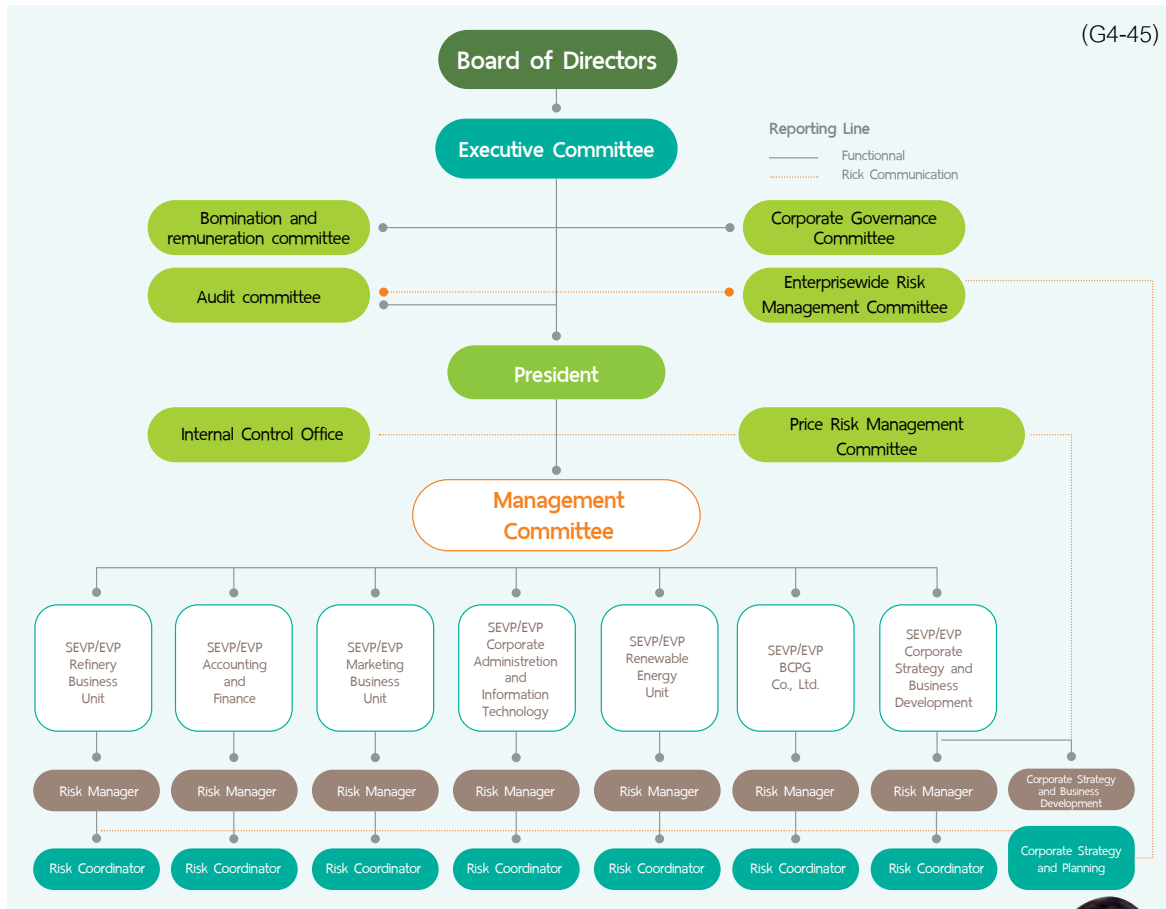 (G4-45)
Board of Directors
Executive Committee
Reporting Line
Functionnal
Rick Communication
Bomination and
remuneration committee
Corporate Governance
Committee
Audit committee
Enterprisewide Risk
Management Committee
President
Internal Control Office
Price Risk Management
Committee
Management
Committee
SEVP/EVP
Refinery
Business
Unit
SEVP/EVP
Accounting
and
Finance
SEVP/EVP
Marketing
Business
Unit
SEVP/EVP
Corporate
Administretion
and
Information
Technology
SEVP/EVP
Renewable
Energy
Unit
SEVP/EVP
BCPG
Co., Ltd.
SEVP/EVP
Corporate
Strategy and
Business
Development
Risk Manager
Risk Manager
Risk Manager
Risk Manager
Risk Manager
Risk Manager
Risk Manager
Corporate Strategy
and Business
Development
Risk Coordinator
Risk Coordinator
Risk Coordinator
Risk Coordinator
Risk Coordinator
Risk Coordinator
Risk Coordinator
Corporate Strategy
and Planning